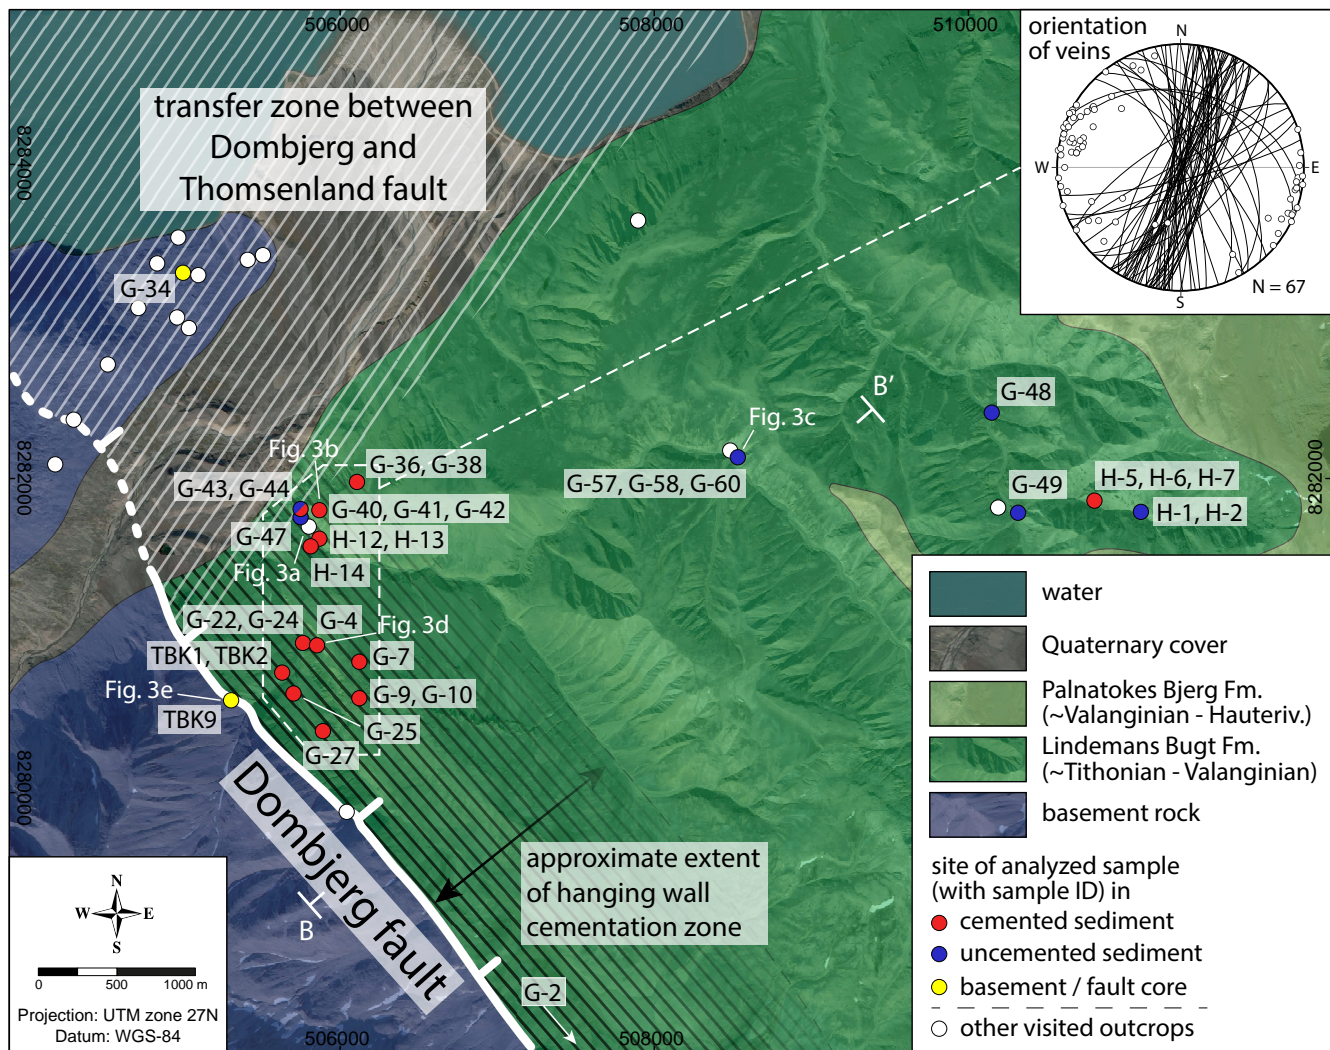 506000
508000
510000
8284000
8282000
8282000
8280000
506000
508000
transfer zone between
Dombjerg and
Thomsenland fault
orientation
of veins
N
W
E
S
N = 67
G-34
B'
G-48
Fig. 3b
Fig. 3c
G-36, G-38
G-43, G-44
G-57, G-58, G-60
G-49
H-5, H-6, H-7
G-40, G-41, G-42
H-1, H-2
G-47
H-12, H-13
Fig. 3a
H-14
G-22, G-24
G-4
Fig. 3d
TBK1, TBK2
G-7
Fig. 3e
G-9, G-10
TBK9
G-25
G-27
Dombjerg fault
approximate extent
of hanging wall
cementation zone
B
G-2
N
W
E
S
0
500
1000 m
Projection: UTM zone 27N
Datum: WGS-84
water
Quaternary cover
Palnatokes Bjerg Fm.
(~Valanginian - Hauteriv.)
Lindemans Bugt Fm.
(~Tithonian - Valanginian)
basement rock
site of analyzed sample
(with sample ID) in
cemented sediment
uncemented sediment
basement / fault core
other visited outcrops